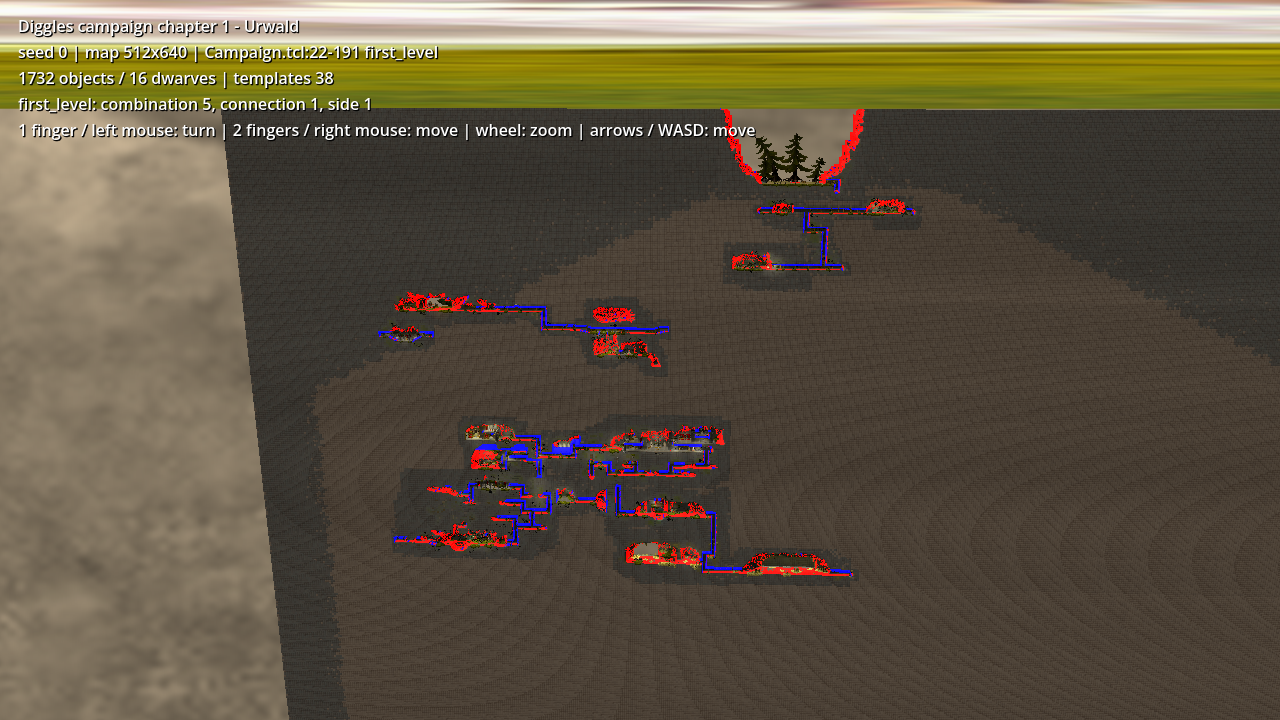 Diggles campaign chapter 1 - Urwald
seed 0 | map 512x640 | Campaign.tcl:22-191 first_level
1732 objects / 16 dwarves | templates 38
first_level: combination 5, connection 1, side 1
1 finger / left mouse: turn | 2 fingers / right mouse: move | wheel: zoom | arrows / WASD: move